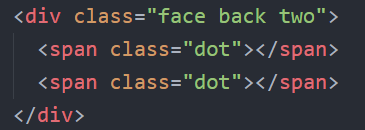 <div class="face back two">
  <span class="dot"></span>
  <span class="dot"></span>
</div>